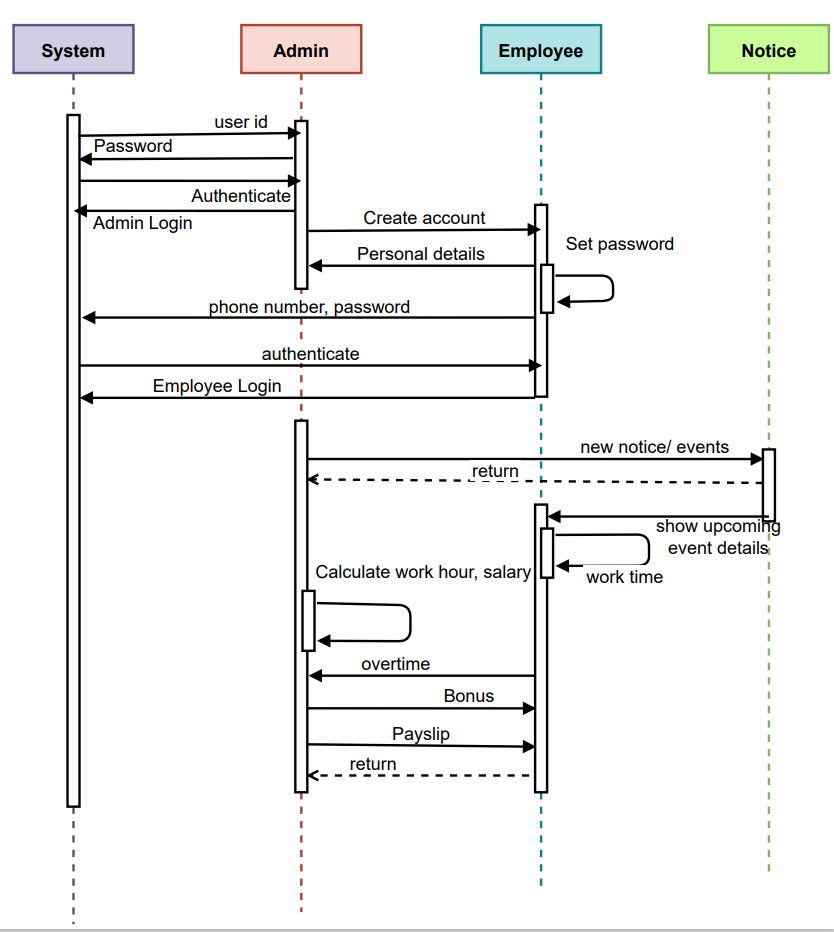 System
Admin
Employee
Notice
user id
Password
Authenticate
Admin Login
Create account
Set password
Personal details
phone number, password
authenticate
Employee Login
new notice/ events
return
show upcoming
event details
Calculate work hour, salary
work time
overtime
Bonus
Payslip
return